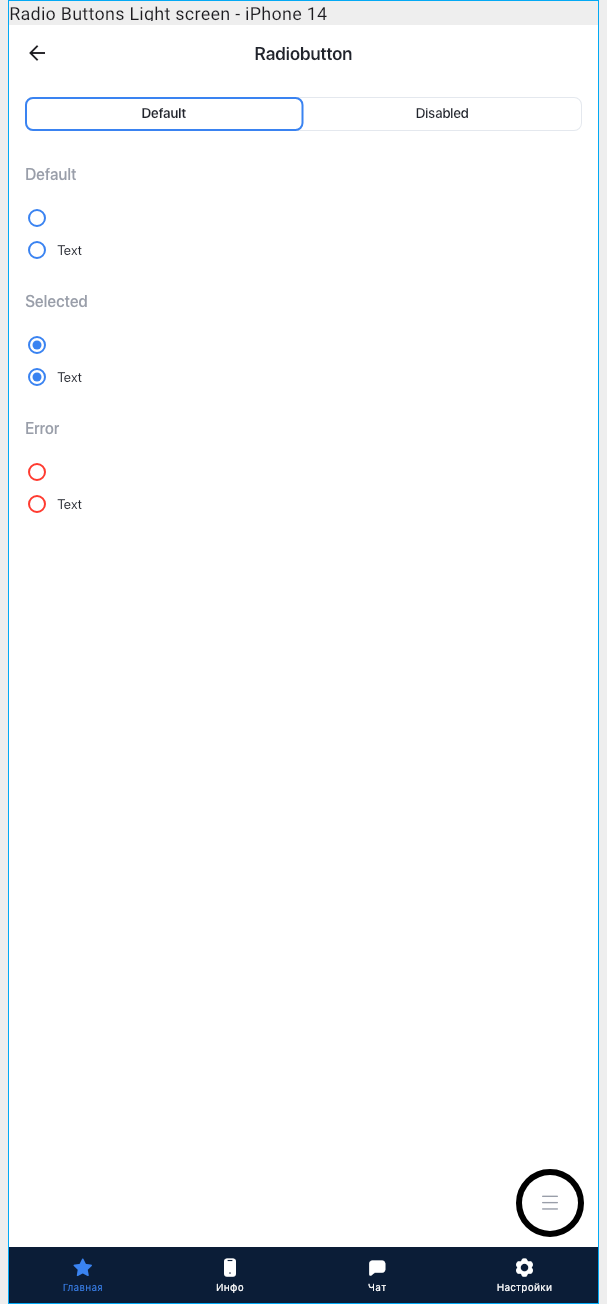 Radio Buttons Light screen - iPhone 14
Radiobutton
Default Disabled
Default
Text
Selected
Text
Error
Text
Главная Инфо Чат Настройки